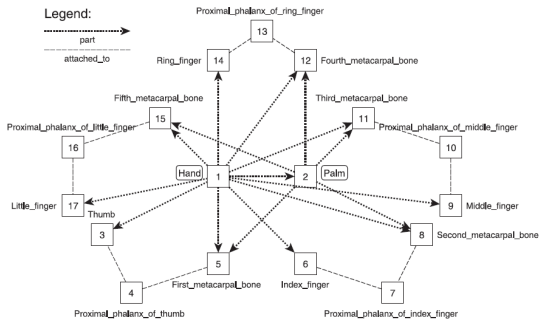 Legend:
part
attached_to
Proximal_phalanx_of_ring_finger
13
Ring_finger
14
12
Fourth_metacarpal_bone
Fifth_metacarpal_bone
15
Third_metacarpal_bone
11
Proximal_phalanx_of_little_finger
16
Proximal_phalanx_of_middle_finger
10
Hand
1
2
Palm
Little_finger
17
9
Middle_finger
Thumb
3
8
Second_metacarpal_bone
4
Proximal_phalanx_of_thumb
5
First_metacarpal_bone
6
Index_finger
7
Proximal_phalanx_of_index_finger